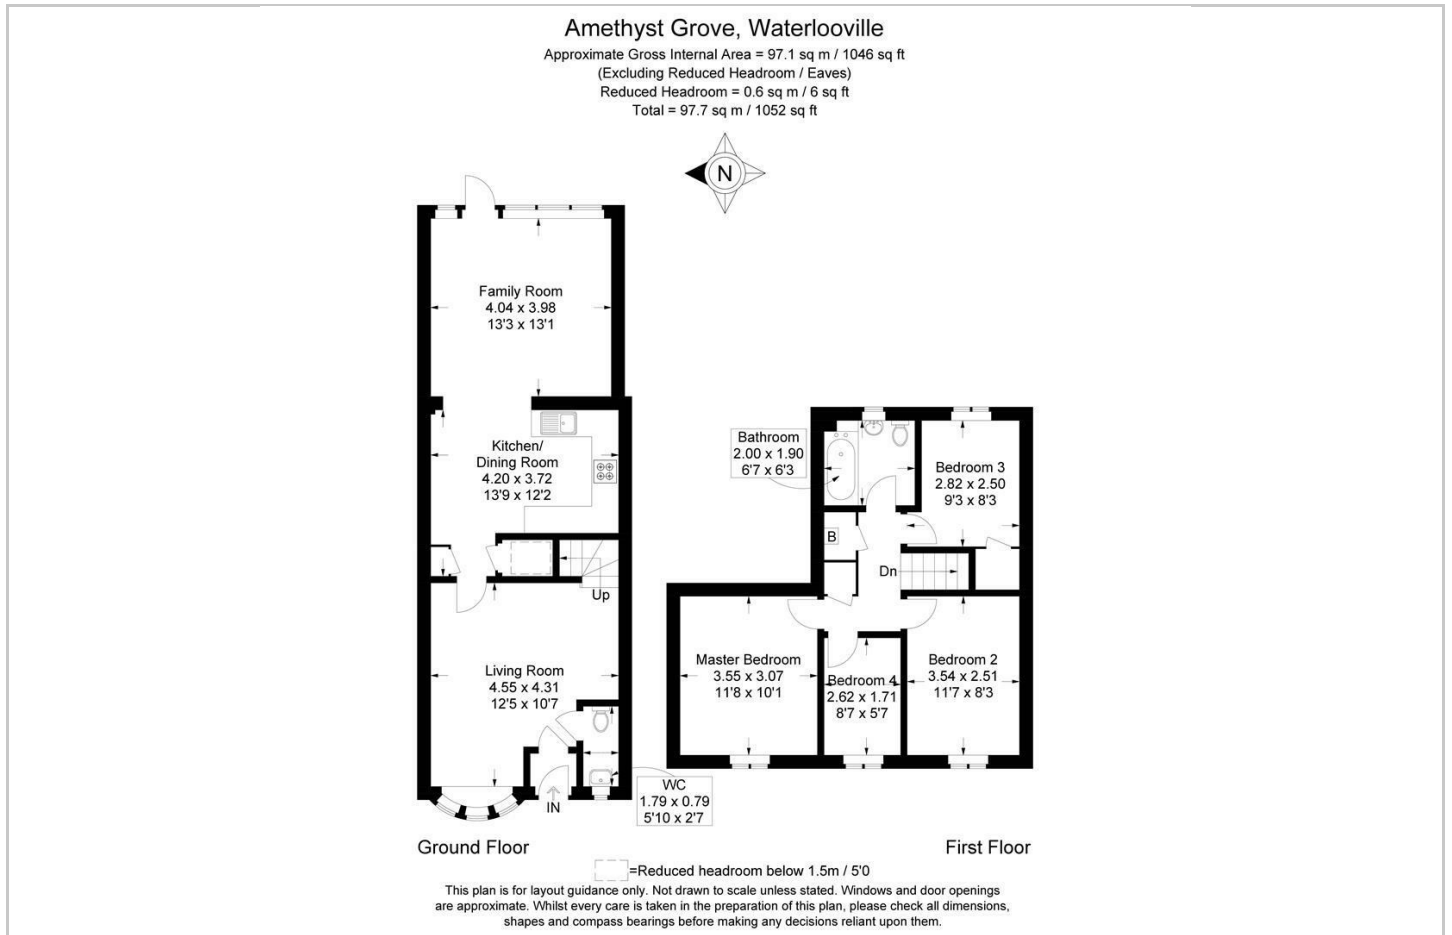 Amethyst Grove, Waterlooville
Approximate Gross Internal Area = 97.1 sq m / 1046 sq ft
(Excluding Reduced Headroom / Eaves)
Reduced Headroom = 0.6 sq m / 6 sq ft
Total = 97.7 sq m / 1052 sq ft
N
Family Room
4.04 x 3.98
13'3 x 13'1
Kitchen/
Dining Room
4.20 x 3.72
13'9 x 12'2
Up
Living Room
4.55 x 4.31
12'5 x 10'7
IN
WC
1.79 x 0.79
5'10 x 2'7
Ground Floor
Bathroom
2.00 x 1.90
6'7 x 6'3
Bedroom 3
2.82 x 2.50
9'3 x 8'3
B
Dn
Master Bedroom
3.55 x 3.07
11'8 x 10'1
Bedroom 4
2.62 x 1.71
8'7 x 5'7
Bedroom 2
3.54 x 2.51
11'7 x 8'3
First Floor
=Reduced headroom below 1.5m / 5'0
This plan is for layout guidance only. Not drawn to scale unless stated. Windows and door openings
are approximate. Whilst every care is taken in the preparation of this plan, please check all dimensions,
shapes and compass bearings before making any decisions reliant upon them.